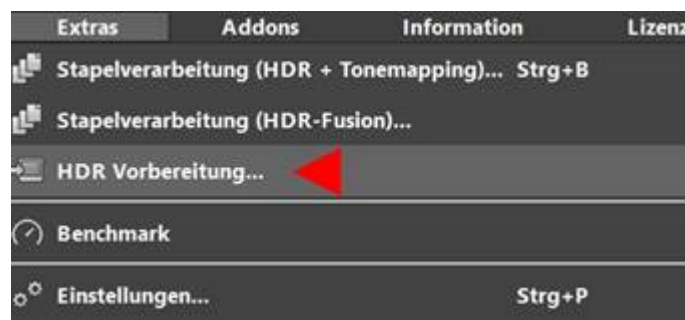 Extras Addons Information
Stapelverarbeitung (HDR + Tonemapping)... Strg+B
Stapelverarbeitung (HDR-Fusion)...
HDR Vorbereitung...
Benchmark
Einstellungen... Strg+P